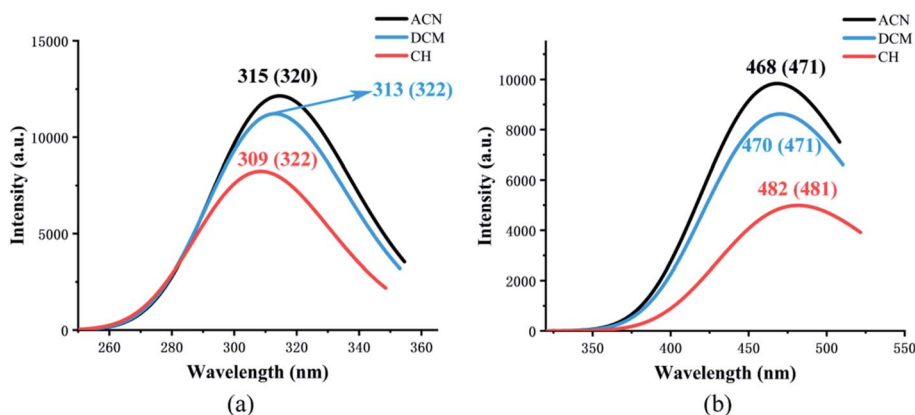 ACN
DCM
CH
15000
10000
5000
0
Intensity (a.u.)
315 (320)
313 (322)
309 (322)
260 280 300 320 340 360
Wavelength (nm)
(a)
ACN
DCM
CH
10000
8000
6000
4000
2000
0
Intensity (a.u.)
468 (471)
470 (471)
482 (481)
350 400 450 500 550
Wavelength (nm)
(b)